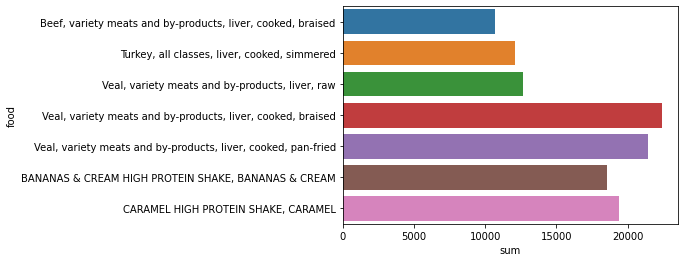 Beef, variety meats and by-products, liver, cooked, braised
Turkey, all classes, liver, cooked, simmered
Veal, variety meats and by-products, liver, raw
Veal, variety meats and by-products, liver, cooked, braised
Veal, variety meats and by-products, liver, cooked, pan-fried
BANANAS & CREAM HIGH PROTEIN SHAKE, BANANAS & CREAM
CARAMEL HIGH PROTEIN SHAKE, CARAMEL
food
0 5000 10000 15000 20000
sum